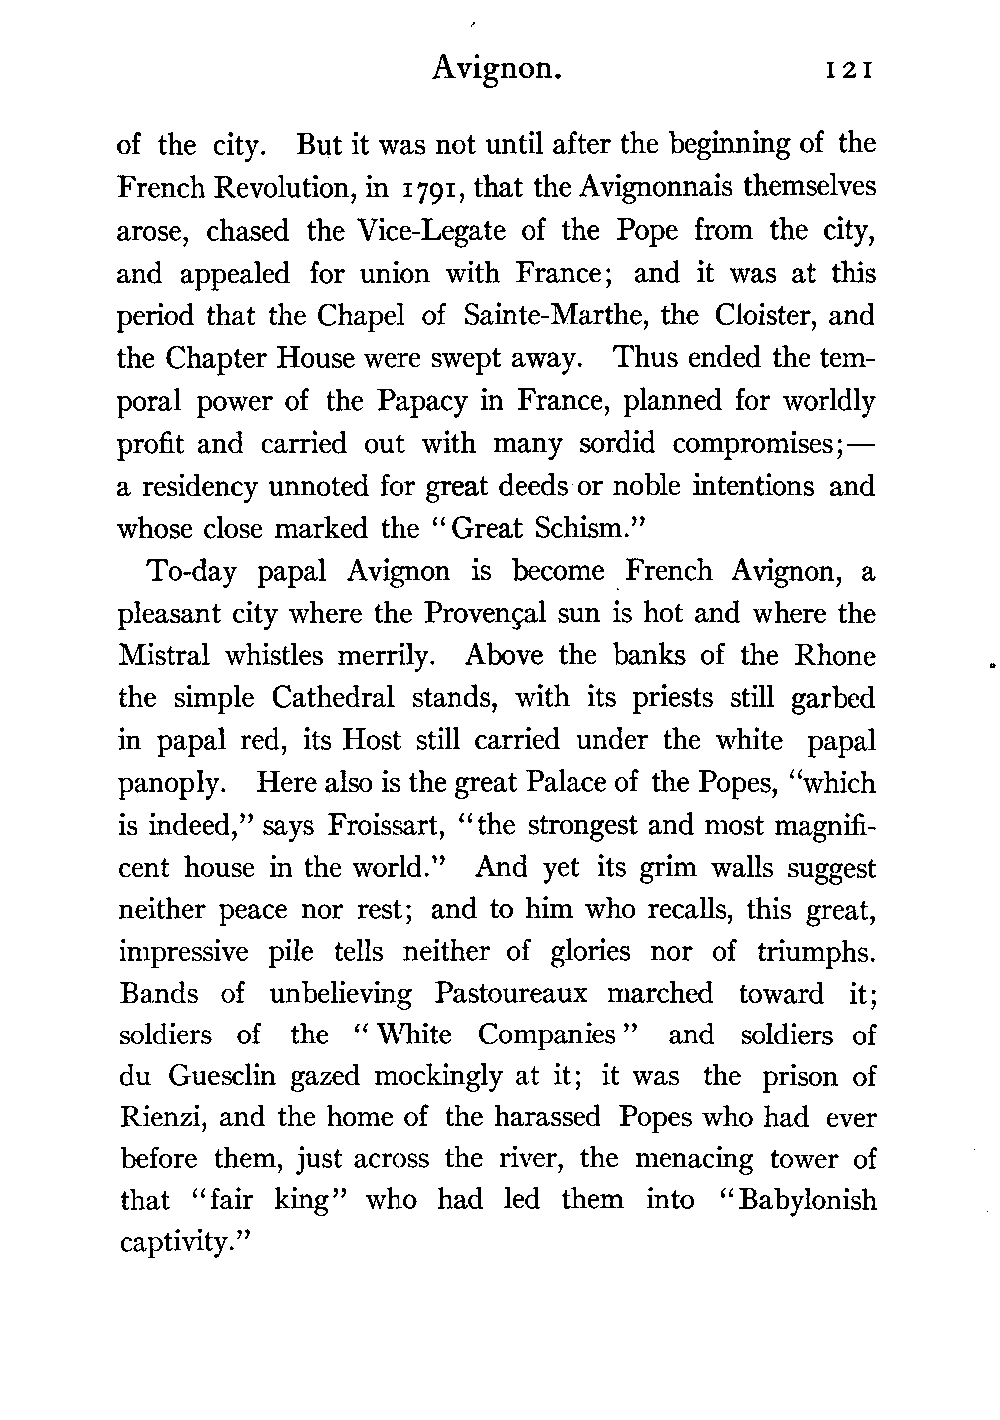 Avignon. 121
of the city. But it was not until after the beginning of the
French Revolution, in 1791, that the Avignonnais themselves
arose, chased the Vice-Legate of the Pope from the city,
and appealed for union with France; and it was at this
period that the Chapel of Sainte-Marthe, the Cloister, and
the Chapter House were swept away. Thus ended the tem-
poral power of the Papacy in France, planned for worldly
profit and carried out with many sordid compromises;—
a residency unnoted for great deeds or noble intentions and
whose close marked the “Great Schism.”
To-day papal Avignon is become French Avignon, a
pleasant city where the Provençal sun is hot and where the
Mistral whistles merrily. Above the banks of the Rhone
the simple Cathedral stands, with its priests still garbed
in papal red, its Host still carried under the white papal
panoply. Here also is the great Palace of the Popes, “which
is indeed,” says Froissart, “the strongest and most magnifi-
cent house in the world.” And yet its grim walls suggest
neither peace nor rest; and to him who recalls, this great,
impressive pile tells neither of glories nor of triumphs.
Bands of unbelieving Pastoureaux marched toward it;
soldiers of the “White Companies” and soldiers of
du Guesclin gazed mockingly at it; it was the prison of
Rienzi, and the home of the harassed Popes who had ever
before them, just across the river, the menacing tower of
that “fair king” who had led them into “Babylonish
captivity.”